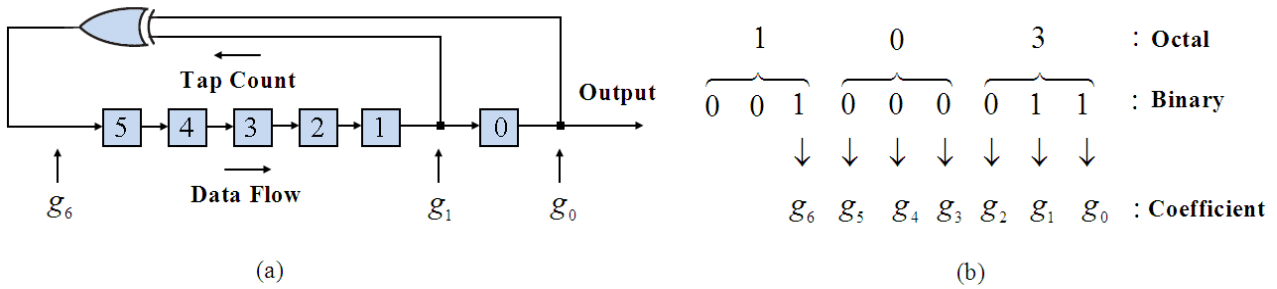 Tap Count
Output
5 4 3 2 1 0
Data Flow
g6 g1 g0
(a)
1 0 3 : Octal
0 0 1 0 0 0 0 1 1 : Binary
g6 g5 g4 g3 g2 g1 g0 : Coefficient
(b)